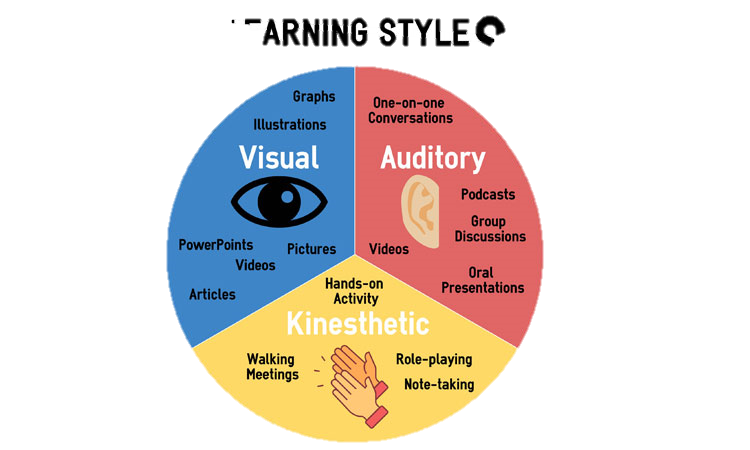 EARNING STYLE
Graphs
Illustrations
Visual
PowerPoints
Pictures
Videos
Articles
One-on-one
Conversations
Auditory
Podcasts
Group
Discussions
Videos
Oral
Presentations
Hands-on
Activity
Kinesthetic
Walking
Meetings
Role-playing
Note-taking